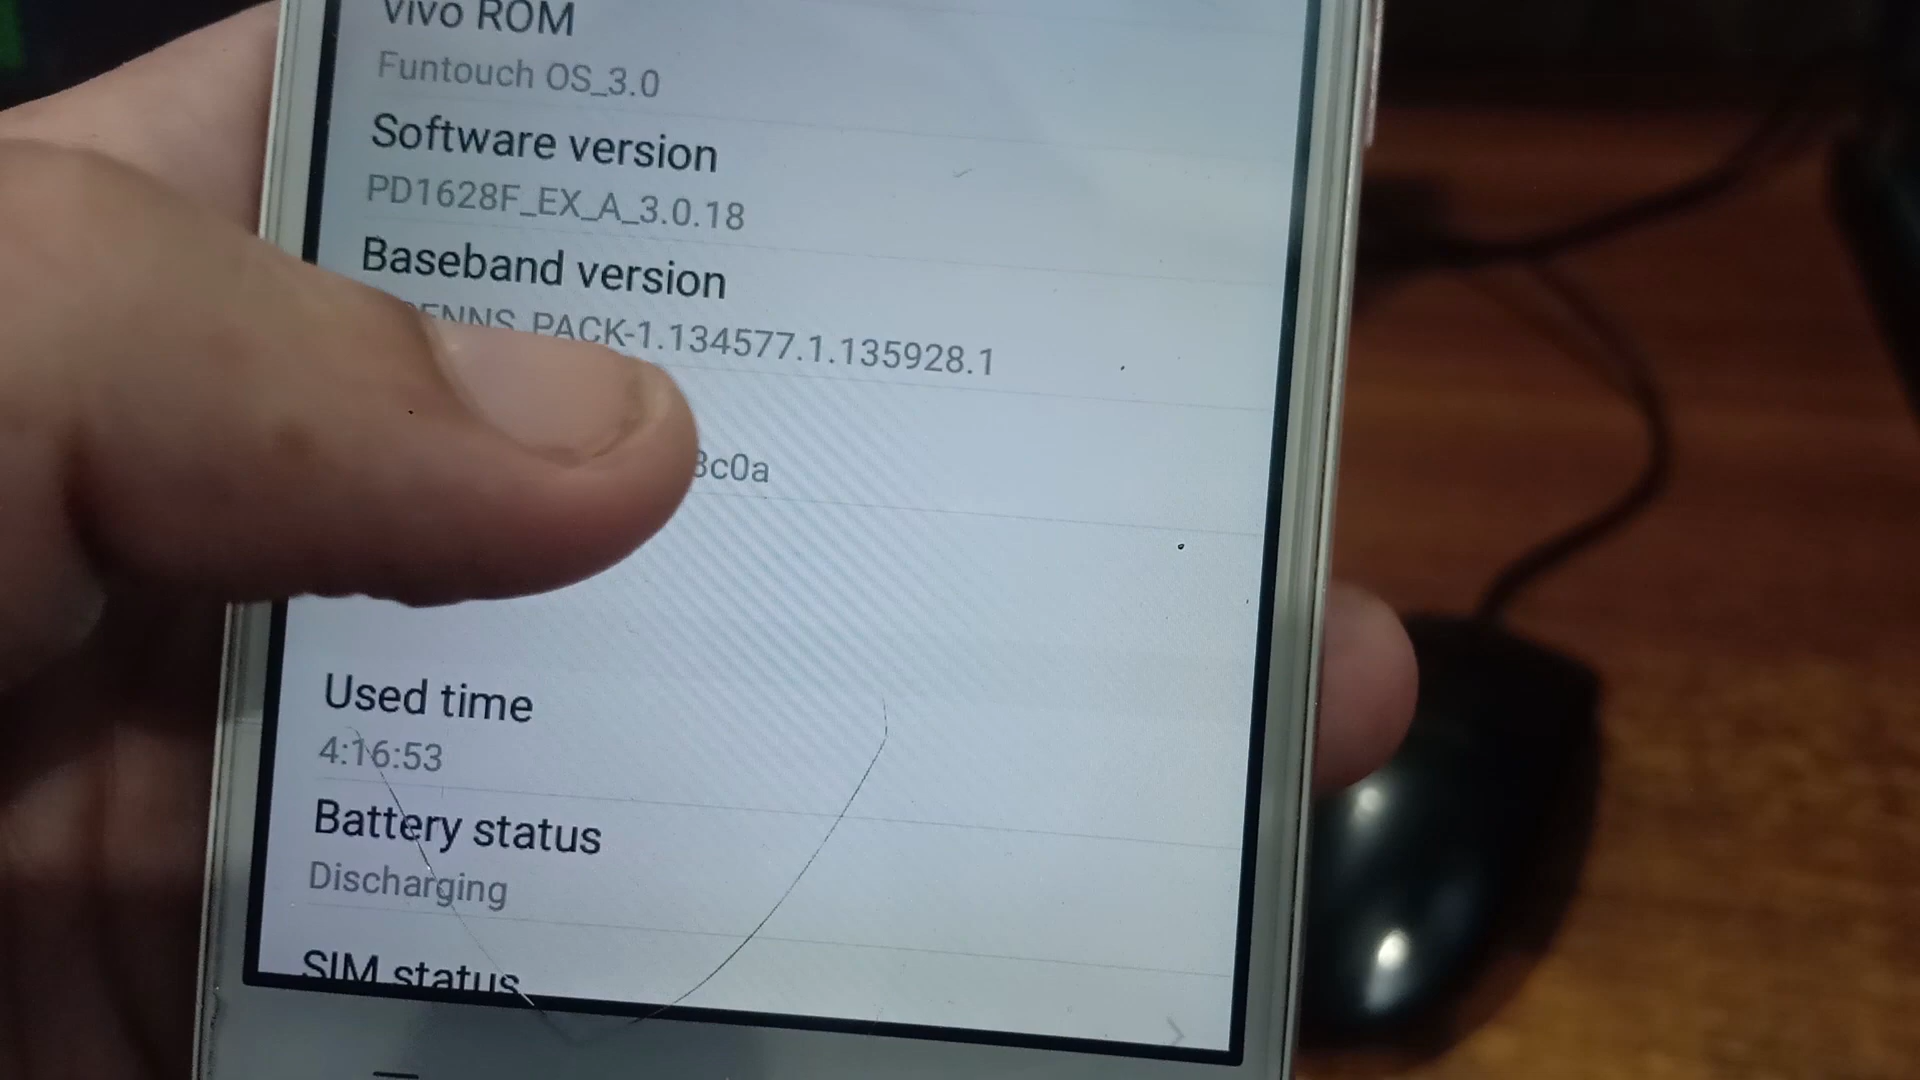 vivo ROM
Funtouch OS_3.0
Software version
PD1628F_EX_A_3.0.18
Baseband version
PACK-1.134577.1.135928.1
3c0a
Used time
4:16:53
Battery status
Discharging
SIM status